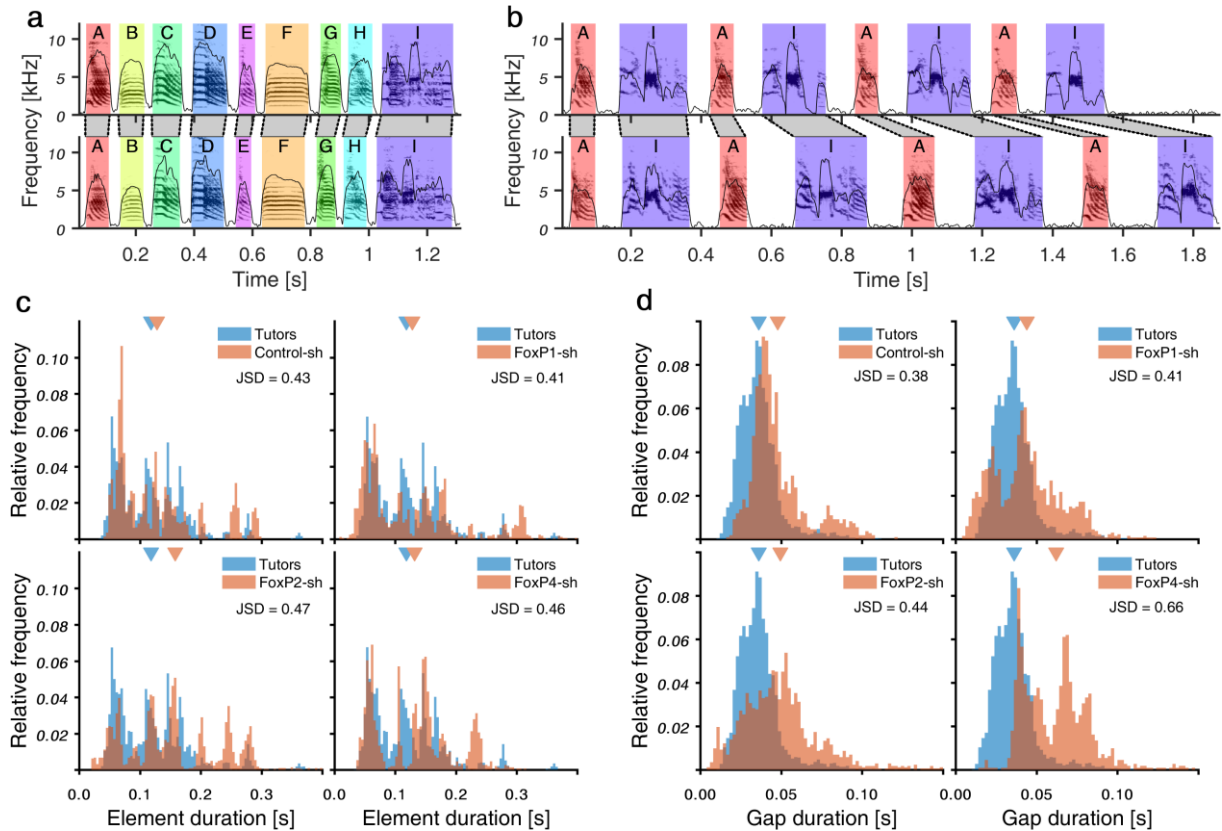 a
A B C D E F G H I
Frequency [kHz]
10
5
0
A B C D E F G H I
10
5
0
0.2 0.4 0.6 0.8 1 1.2
Time [s]
b
A I A I A I A I
Frequency [kHz]
10
5
0
A I A I A I A I
10
5
0
0.2 0.4 0.6 0.8 1 1.2 1.4 1.6 1.8
Time [s]
c
Relative frequency
0.10
0.08
0.06
0.04
0.02
Tutors
Control-sh
JSD = 0.43
Tutors
FoxP1-sh
JSD = 0.41
Relative frequency
0.10
0.08
0.06
0.04
0.02
Tutors
FoxP2-sh
JSD = 0.47
Tutors
FoxP4-sh
JSD = 0.46
0.0 0.1 0.2 0.3 0.0 0.1 0.2 0.3
Element duration [s] Element duration [s]
d
Relative frequency
0.08
0.06
0.04
0.02
Tutors
Control-sh
JSD = 0.38
Tutors
FoxP1-sh
JSD = 0.41
Relative frequency
0.08
0.06
0.04
0.02
Tutors
FoxP2-sh
JSD = 0.44
Tutors
FoxP4-sh
JSD = 0.66
0.00 0.05 0.10 0.00 0.05 0.10
Gap duration [s] Gap duration [s]